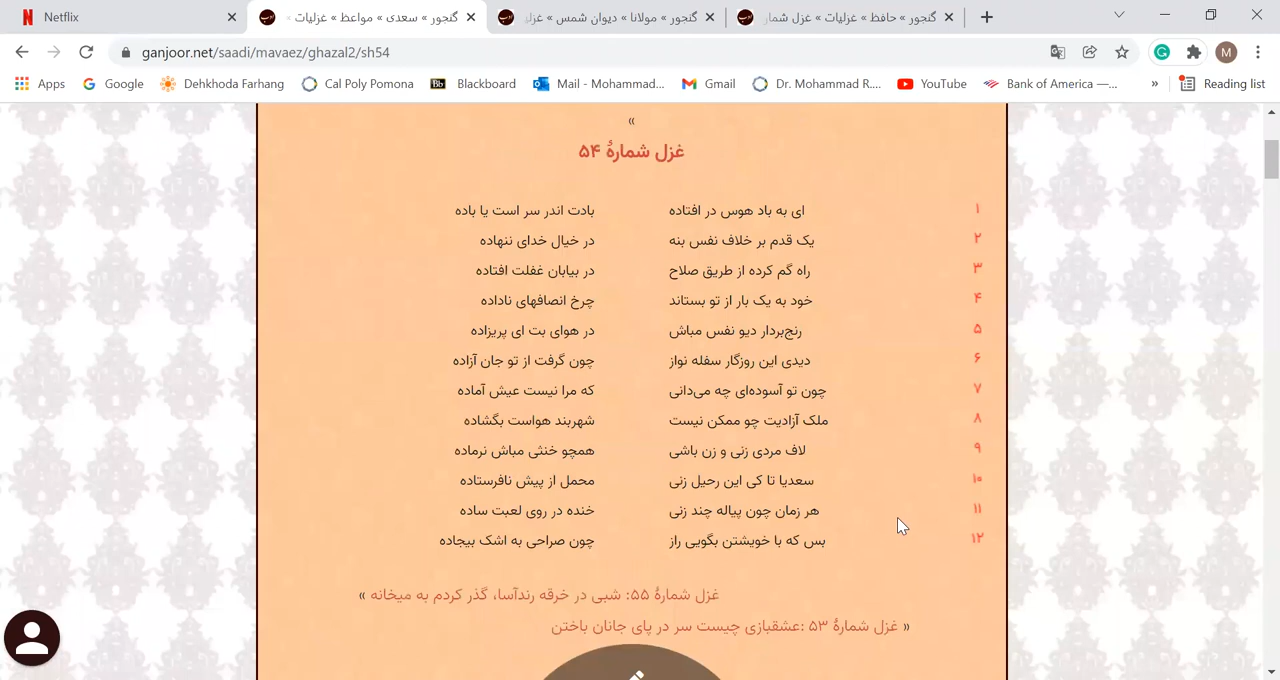 Netflix
گنجور » سعدی » مواعظ » غزلیات »
گنجور » مولانا » دیوان شمس » غزل
گنجور » حافظ » غزلیات » غزل شمار
ganjoor.net/saadi/mavaez/ghazal2/sh54
M
Apps Google Dehkhoda Farhang Cal Poly Pomona Bb Blackboard Mail - Mohammad... Gmail Dr. Mohammad R.... YouTube Bank of America —... » Reading list
«
غزل شمارهٔ ۵۴
۱ ای به باد هوس در افتاده بادت اندر سر است یا باده
۲ یک قدم بر خلاف نفس بنه در خیال خدای ننهاده
۳ راه گم کرده از طریق صلاح در بیابان غفلت افتاده
۴ خود به یک بار از تو بستاند چرخ انصافهای ناداده
۵ رنج‌بردار دیو نفس مباش در هوای بت ای پریزاده
۶ دیدی این روزگار سفله نواز چون گرفت از تو جان آزاده
۷ چون تو آسوده‌ای چه می‌دانی که مرا نیست عیش آماده
۸ ملک آزادیت چو ممکن نیست شهربند هواست بگشاده
۹ لاف مردی زنی و زن باشی همچو خنثی مباش نرماده
۱۰ سعدیا تا کی این رحیل زنی محمل از پیش نافرستاده
۱۱ هر زمان چون پیاله چند زنی خنده در روی لعبت ساده
۱۲ بس که با خویشتن بگویی راز چون صراحی به اشک بیجاده
غزل شمارهٔ ۵۵: شبی در خرقه رندآسا، گذر کردم به میخانه »
« غزل شمارهٔ ۵۳ :عشقبازی چیست سر در پای جانان باختن